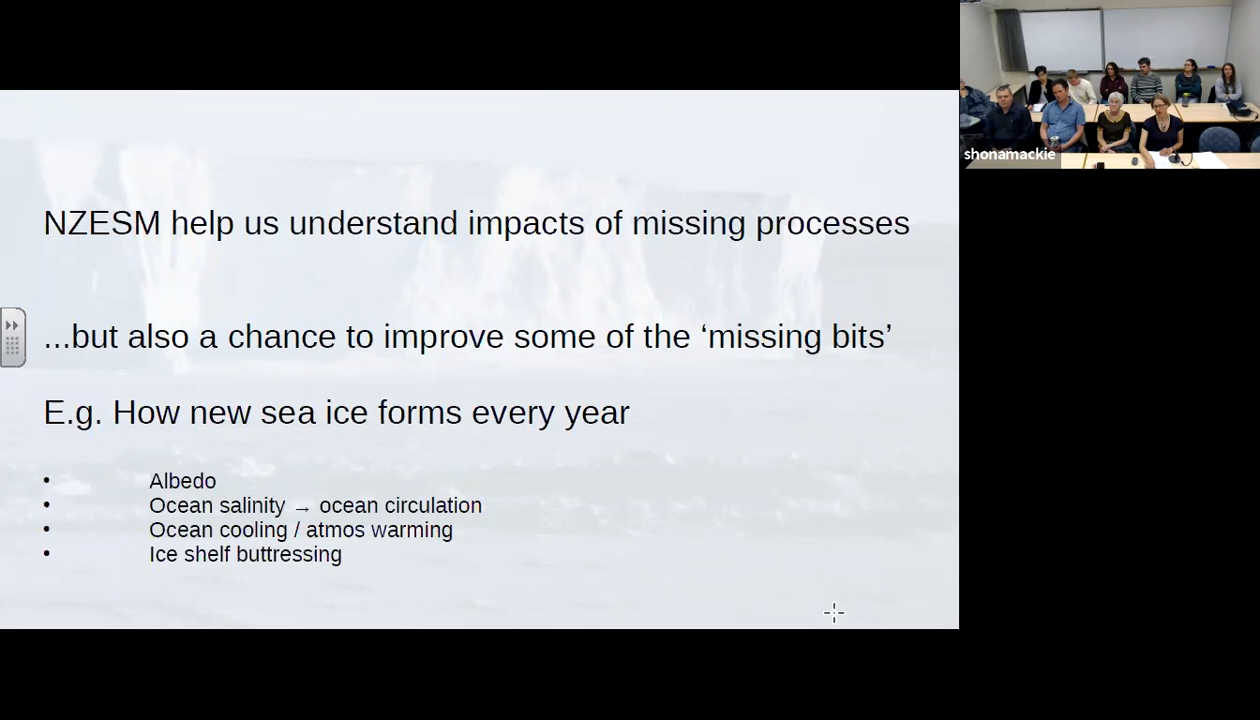 NZESM help us understand impacts of missing processes
...but also a chance to improve some of the ‘missing bits’
E.g. How new sea ice forms every year
• Albedo
• Ocean salinity → ocean circulation
• Ocean cooling / atmos warming
• Ice shelf buttressing
shonamackie